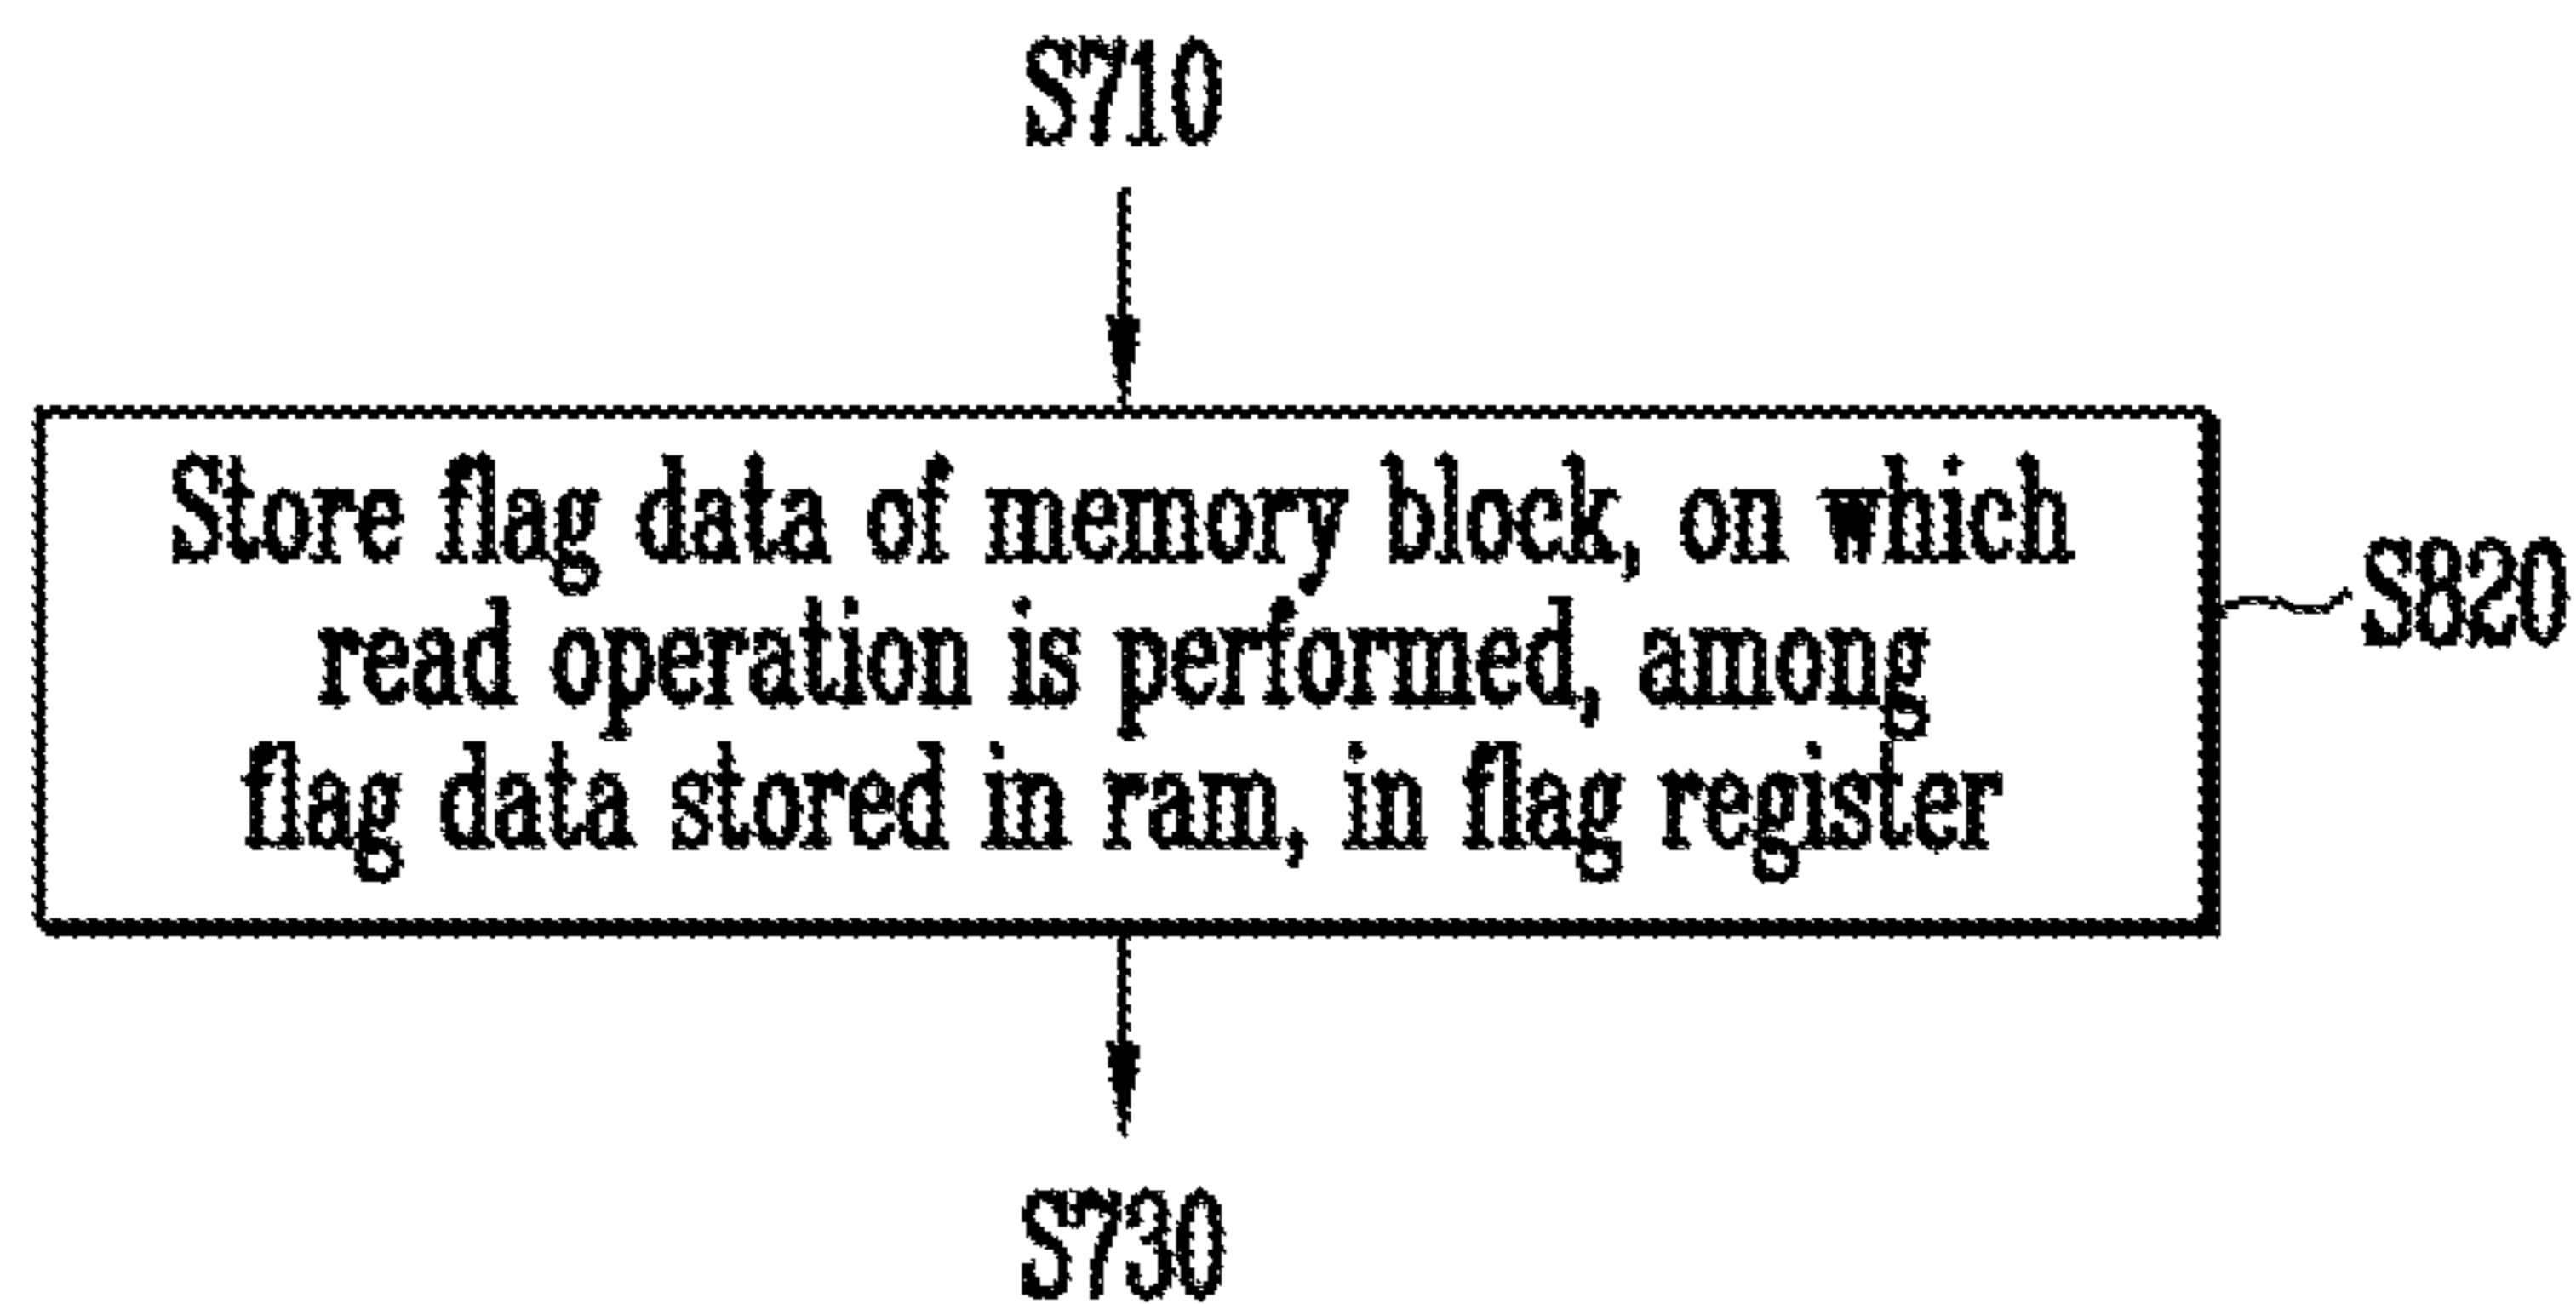 S710
Store flag data of memory block, on which
read operation is performed, among
flag data stored in ram, in flag register
S820
S730